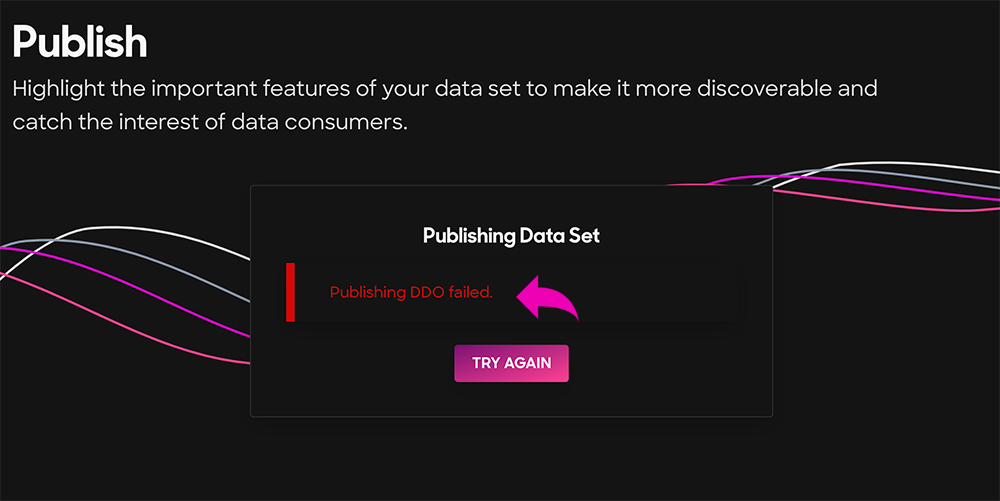 Publish
Highlight the important features of your data set to make it more discoverable and
catch the interest of data consumers.
Publishing Data Set
Publishing DDO failed.
TRY AGAIN